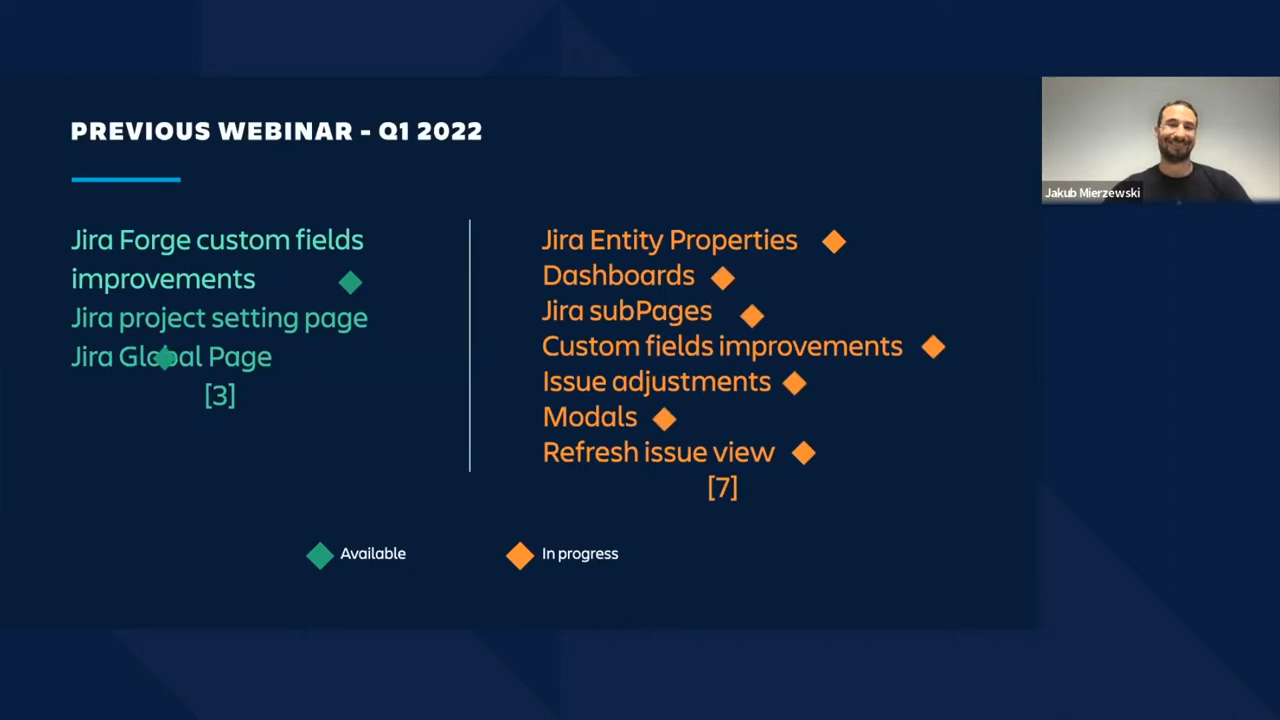 PREVIOUS WEBINAR - Q1 2022
Jakub Mierzewski
Jira Forge custom fields
improvements
Jira project setting page
Jira Global Page
[3]
Jira Entity Properties
Dashboards
Jira subPages
Custom fields improvements
Issue adjustments
Modals
Refresh issue view
[7]
Available
In progress